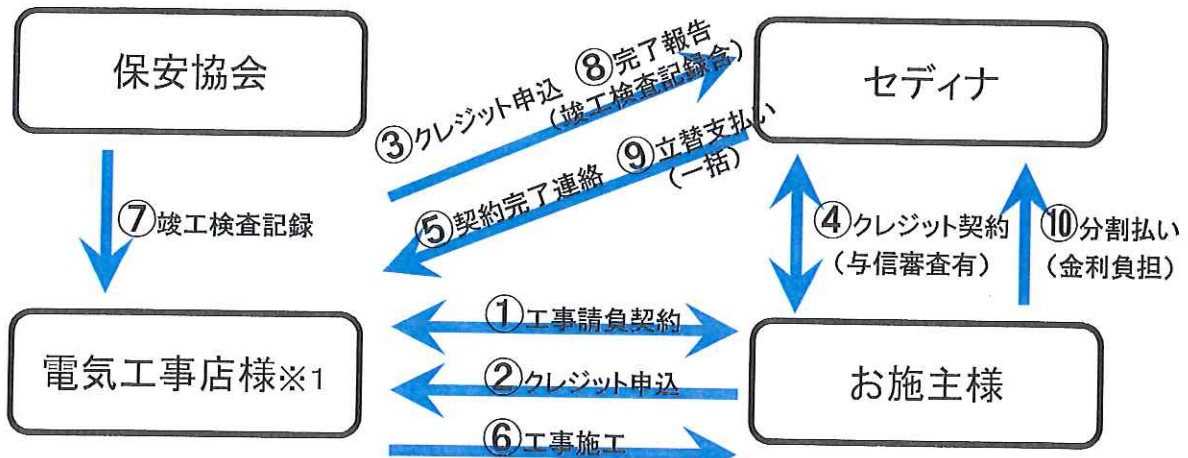 保安協会
セディナ
⑧完了報告
(竣工検査記録含)
③クレジット申込
⑨立替支払い
(一括)
⑤契約完了連絡
⑦竣工検査記録
④クレジット契約
(与信審査有)
⑩分割払い
(金利負担)
①工事請負契約
電気工事店様※1
②クレジット申込
お施主様
⑥工事施工